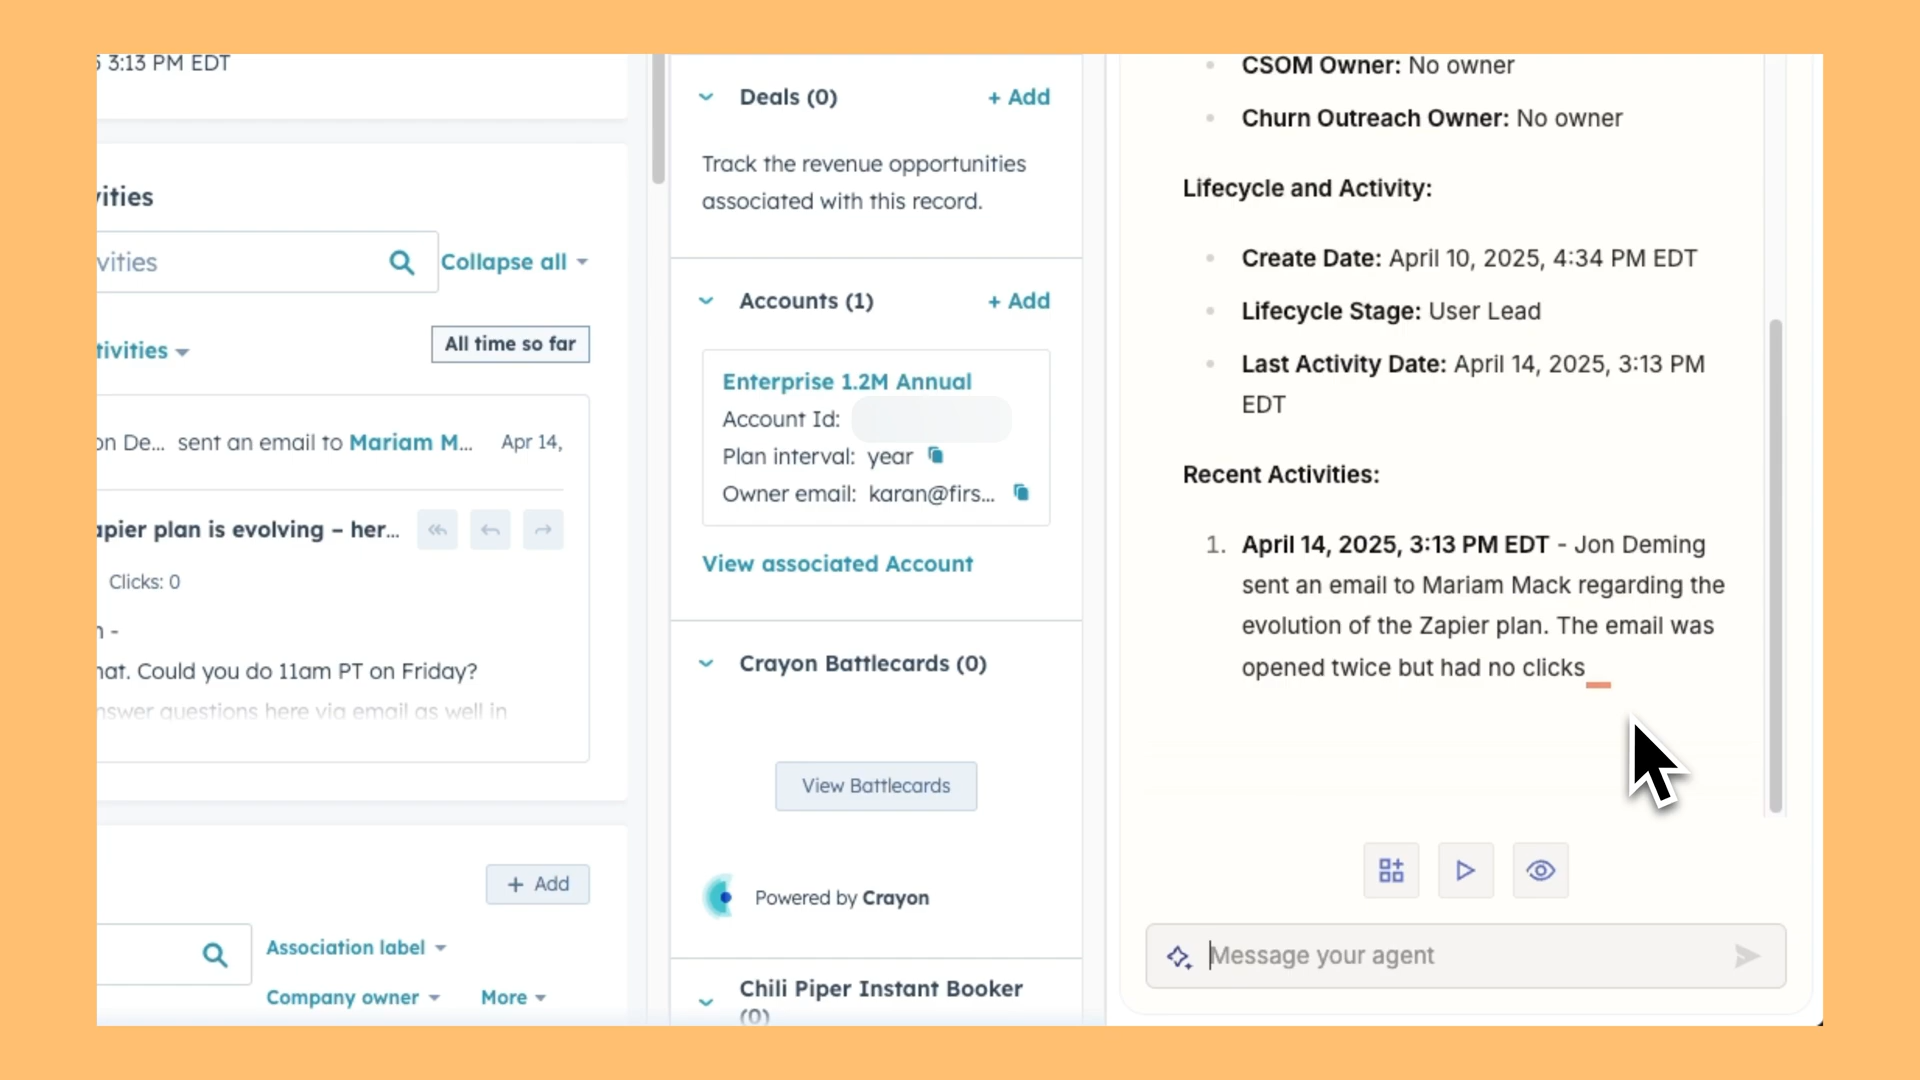 5 3:13 PM EDT
vities
vities
Collapse all
tivities
All time so far
on De... sent an email to Mariam M... Apr 14,
apier plan is evolving – her...
Clicks: 0
n -
hat. Could you do 11am PT on Friday?
nswer questions here via email as well in
+ Add
Association label
Company owner
More
Deals (0)
+ Add
Track the revenue opportunities
associated with this record.
Accounts (1)
+ Add
Enterprise 1.2M Annual
Account Id:
Plan interval: year
Owner email: karan@firs...
View associated Account
Crayon Battlecards (0)
View Battlecards
Powered by Crayon
Chili Piper Instant Booker
(0)
CSOM Owner: No owner
Churn Outreach Owner: No owner
Lifecycle and Activity:
Create Date: April 10, 2025, 4:34 PM EDT
Lifecycle Stage: User Lead
Last Activity Date: April 14, 2025, 3:13 PM
EDT
Recent Activities:
1. April 14, 2025, 3:13 PM EDT - Jon Deming
sent an email to Mariam Mack regarding the
evolution of the Zapier plan. The email was
opened twice but had no clicks
Message your agent